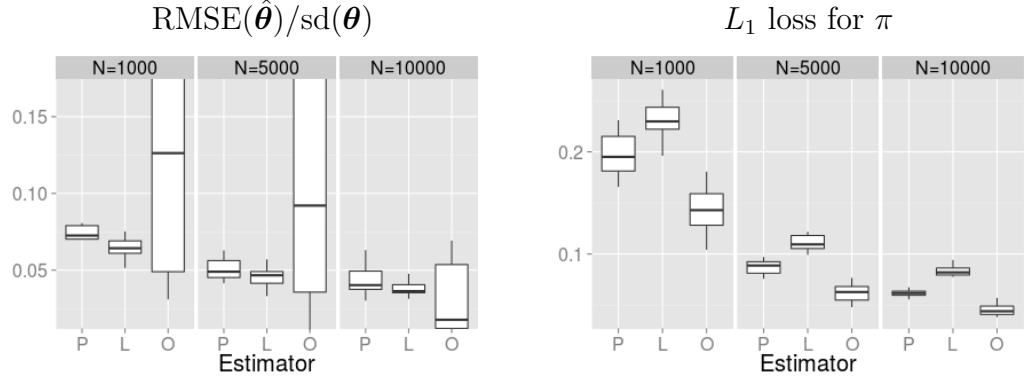 RMSE(θ̂)/sd(θ)
N=1000 N=5000 N=10000
0.15
0.10
0.05
P L O P L O P L O
Estimator
L₁ loss for π
N=1000 N=5000 N=10000
0.2
0.1
P L O P L O P L O
Estimator